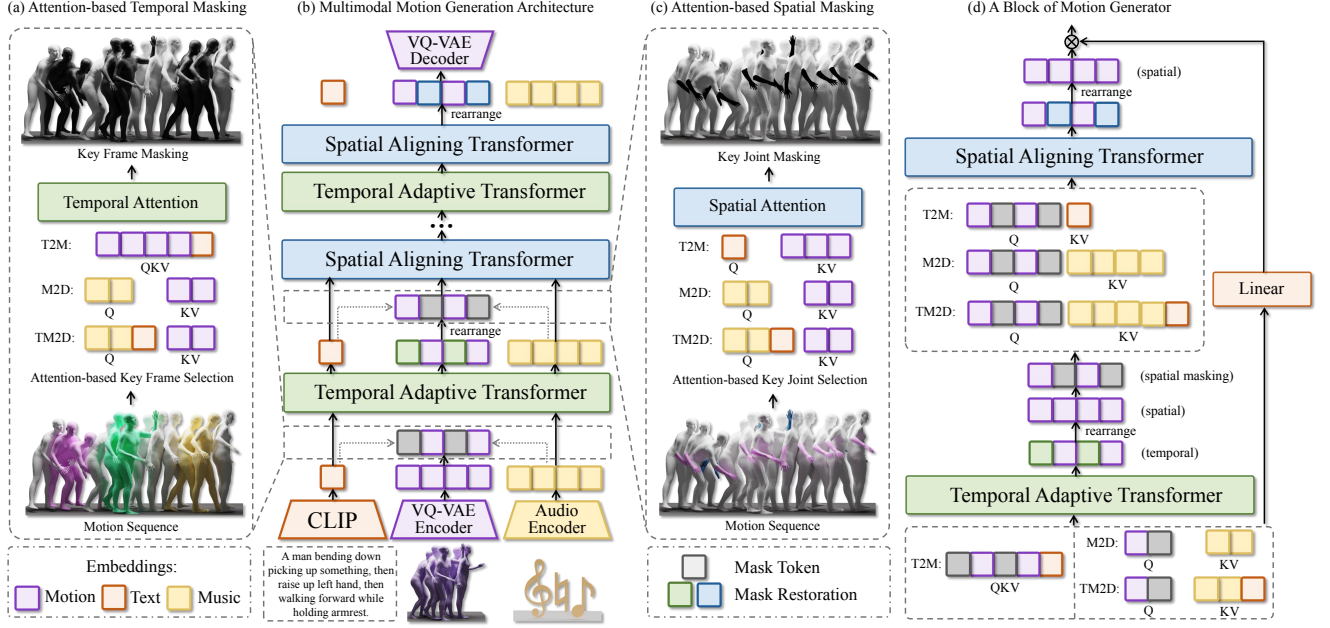 (a) Attention-based Temporal Masking
Key Frame Masking
Temporal Attention
T2M:
QKV
M2D:
Q
KV
TM2D:
Q
KV
Attention-based Key Frame Selection
Motion Sequence
Embeddings:
Motion
Text
Music
(b) Multimodal Motion Generation Architecture
VQ-VAE
Decoder
rearrange
Spatial Aligning Transformer
Temporal Adaptive Transformer
...
Spatial Aligning Transformer
rearrange
Temporal Adaptive Transformer
CLIP
VQ-VAE
Encoder
Audio
Encoder
A man bending down
picking up something, then
raise up left hand, then
walking forward while
holding armrest.
(c) Attention-based Spatial Masking
Key Joint Masking
Spatial Attention
T2M:
Q
KV
M2D:
Q
KV
TM2D:
Q
KV
Attention-based Key Joint Selection
Motion Sequence
Mask Token
Mask Restoration
(d) A Block of Motion Generator
(spatial)
rearrange
Spatial Aligning Transformer
T2M:
Q
KV
M2D:
Q
KV
TM2D:
Q
KV
Linear
(spatial masking)
(spatial)
rearrange
(temporal)
Temporal Adaptive Transformer
T2M:
QKV
M2D:
Q
KV
TM2D:
Q
KV